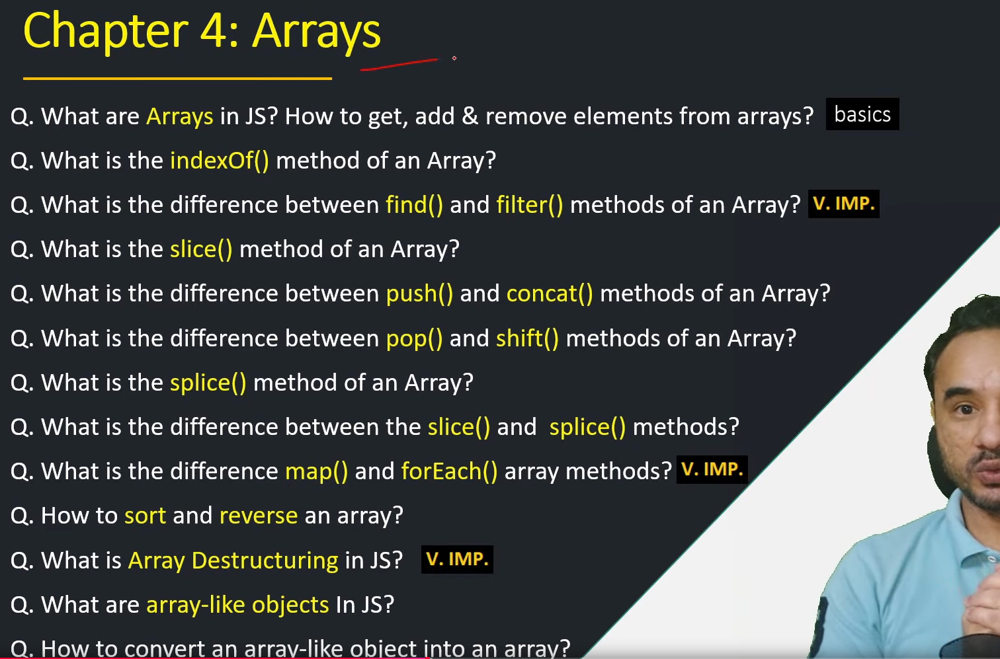 Chapter 4: Arrays
Q. What are Arrays in JS? How to get, add & remove elements from arrays? basics
Q. What is the indexOf() method of an Array?
Q. What is the difference between find() and filter() methods of an Array? V. IMP.
Q. What is the slice() method of an Array?
Q. What is the difference between push() and concat() methods of an Array?
Q. What is the difference between pop() and shift() methods of an Array?
Q. What is the splice() method of an Array?
Q. What is the difference between the slice() and splice() methods?
Q. What is the difference map() and forEach() array methods? V. IMP.
Q. How to sort and reverse an array?
Q. What is Array Destructuring in JS? V. IMP.
Q. What are array-like objects In JS?
Q. How to convert an array-like object into an array?